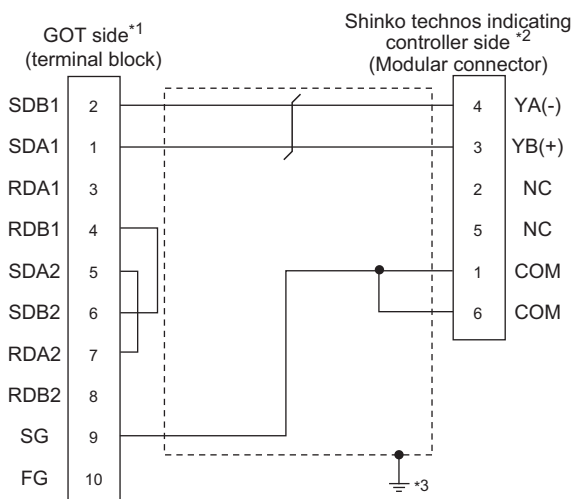 GOT side*1
(terminal block)
Shinko technos indicating
controller side *2
(Modular connector)
SDB1 2 4 YA(-)
SDA1 1 3 YB(+)
RDA1 3 2 NC
RDB1 4 5 NC
SDA2 5 1 COM
SDB2 6 6 COM
RDA2 7
RDB2 8
SG 9
FG 10
*3